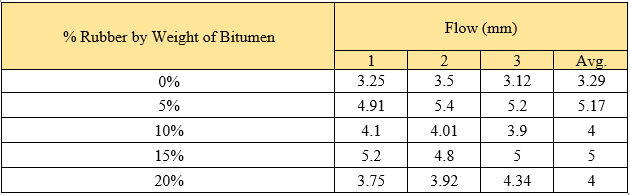 % Rubber by Weight of Bitumen Flow (mm)
1 2 3 Avg.
0% 3.25 3.5 3.12 3.29
5% 4.91 5.4 5.2 5.17
10% 4.1 4.01 3.9 4
15% 5.2 4.8 5 5
20% 3.75 3.92 4.34 4